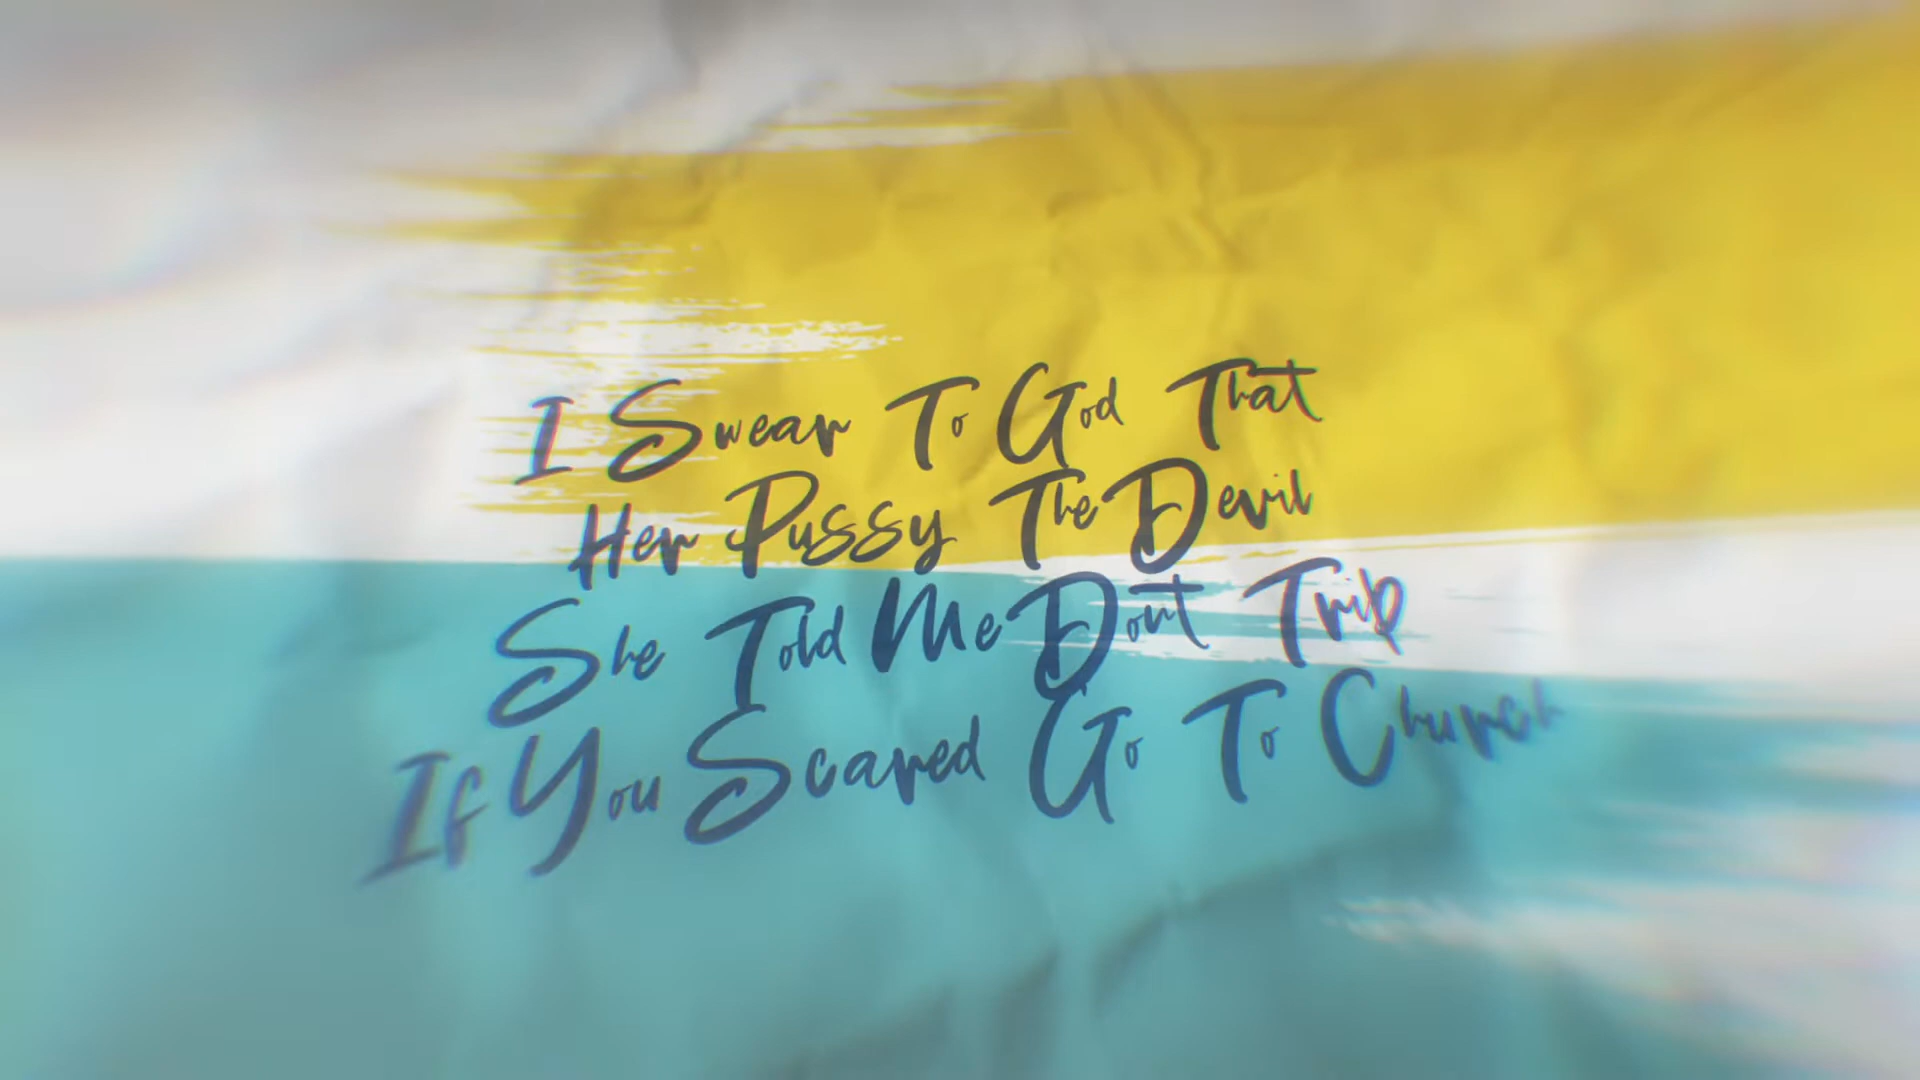 I Swear To God That
Her Pussy The Devil
She Told Me Dont Trip
If You Scared Go To Church